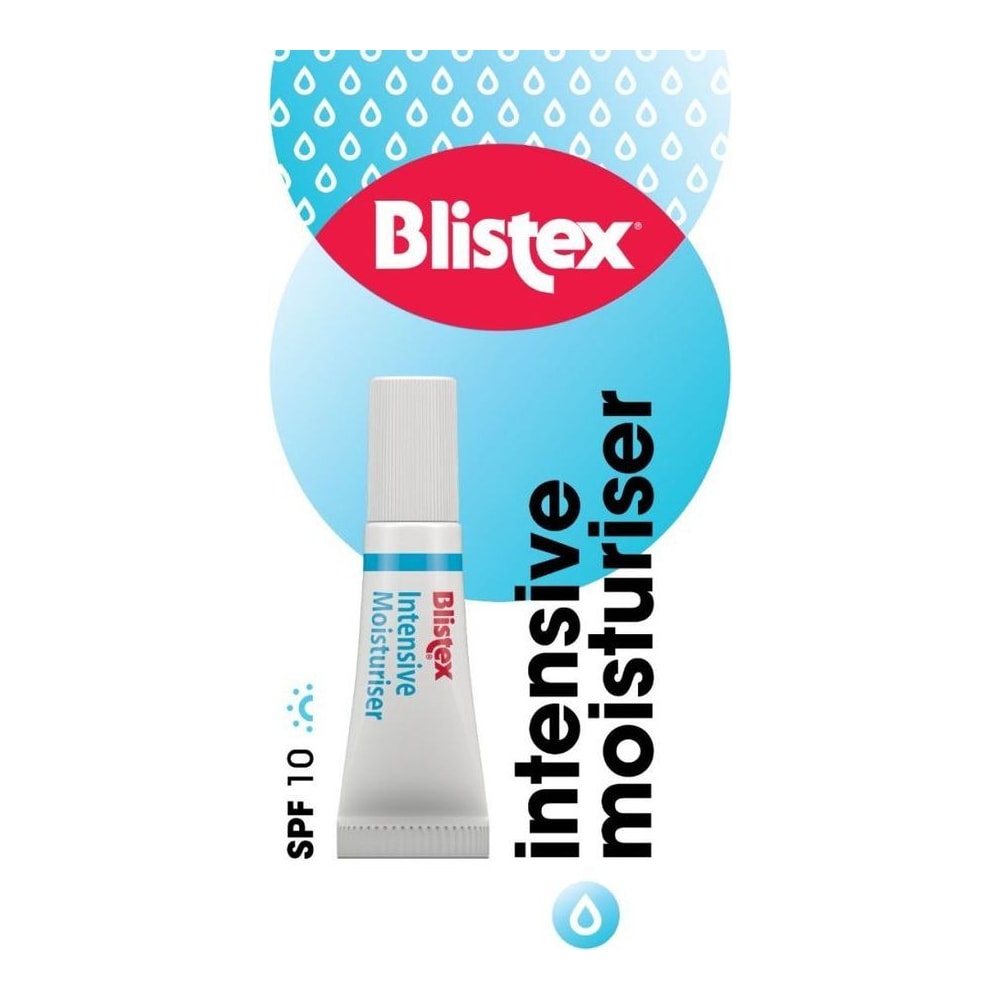 Blistex®
intensive
moisturiser
Blistex®
Intensive
Moisturiser
SPF 10